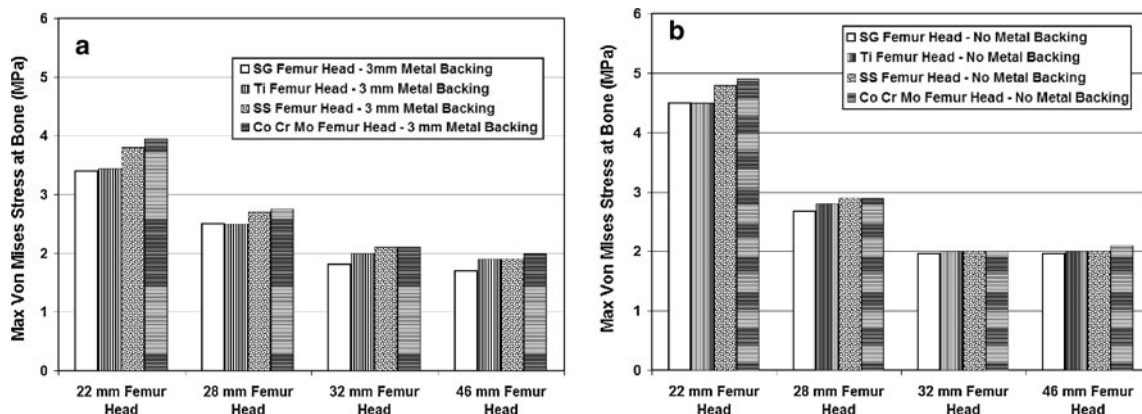 a
SG Femur Head - 3mm Metal Backing
Ti Femur Head - 3 mm Metal Backing
SS Femur Head - 3 mm Metal Backing
Co Cr Mo Femur Head - 3 mm Metal Backing
Max Von Mises Stress at Bone (MPa)
6
5
4
3
2
1
0
22 mm Femur Head
28 mm Femur Head
32 mm Femur Head
46 mm Femur Head
b
SG Femur Head - No Metal Backing
Ti Femur Head - No Metal Backing
SS Femur Head - No Metal Backing
Co Cr Mo Femur Head - No Metal Backing
Max Von Mises Stress at Bone (MPa)
6
5
4
3
2
1
0
22 mm Femur
Head
28 mm Femur
Head
32 mm Femur
Head
46 mm Femur
Head